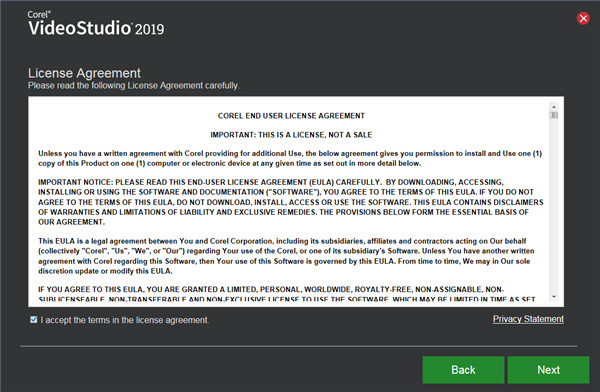 Corel®
VideoStudio® 2019
License Agreement
Please read the following License Agreement carefully.
COREL END USER LICENSE AGREEMENT
IMPORTANT: THIS IS A LICENSE, NOT A SALE
Unless you have a written agreement with Corel providing for additional Use, the below agreement gives you permission to install and Use one (1)
copy of this Product on one (1) computer or electronic device at any given time as set out in more detail below.
IMPORTANT NOTICE: PLEASE READ THIS END-USER LICENSE AGREEMENT (EULA) CAREFULLY. BY DOWNLOADING, ACCESSING,
INSTALLING OR USING THE SOFTWARE AND DOCUMENTATION ("SOFTWARE"), YOU AGREE TO THE TERMS OF THIS EULA. IF YOU DO NOT
AGREE TO THE TERMS OF THIS EULA, DO NOT DOWNLOAD, INSTALL, ACCESS OR USE THE SOFTWARE. THIS EULA CONTAINS DISCLAIMERS
OF WARRANTIES AND LIMITATIONS OF LIABILITY AND EXCLUSIVE REMEDIES. THE PROVISIONS BELOW FORM THE ESSENTIAL BASIS OF
OUR AGREEMENT.
This EULA is a legal agreement between You and Corel Corporation, including its subsidiaries, affiliates and contractors acting on Our behalf
(collectively "Corel", "Us", "We", or "Our") regarding Your use of the Corel, or one of its subsidiary's Software. Unless You have another written
agreement with Corel regarding this Software, then Your use of this Software is governed by this EULA. From time to time, We may in Our sole
discretion update or modify this EULA.
IF YOU AGREE TO THIS EULA, YOU ARE GRANTED A LIMITED, PERSONAL, WORLDWIDE, ROYALTY-FREE, NON-ASSIGNABLE, NON-
SUBLICENSEABLE, NON-TRANSFERABLE AND NON-EXCLUSIVE LICENSE TO USE THE SOFTWARE, WHICH MAY BE LIMITED IN TIME AS SET
I accept the terms in the license agreement.
Privacy Statement
Back
Next